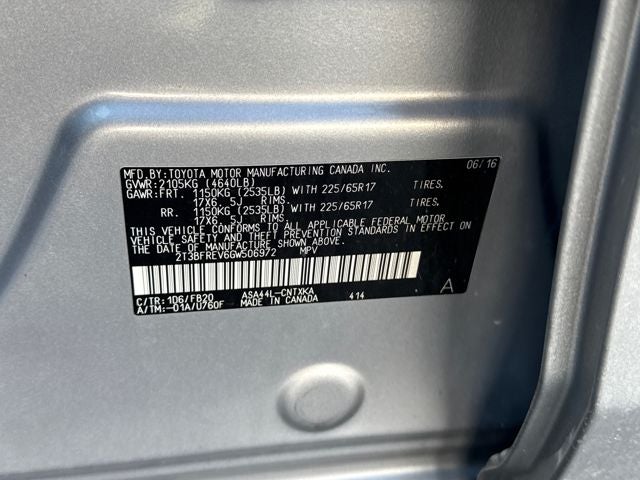 MFD.BY:TOYOTA MOTOR MANUFACTURING CANADA INC. 06/16
GVWR:2105KG (4640LB)
GAWR:FRT. 1150KG (2535LB) WITH 225/65R17 TIRES.
17X6. 5J RIMS.
RR. 1150KG (2535LB) WITH 225/65R17 TIRES.
17X6. 5J RIMS.
THIS VEHICLE CONFORMS TO ALL APPLICABLE FEDERAL MOTOR
VEHICLE SAFETY AND THEFT PREVENTION STANDARDS IN EFFECT ON
THE DATE OF MANUFACTURE SHOWN ABOVE.
2T3BFREV6GW506972 MPV
C/TR:1D6/FB20 ASA44L-CNTXKA 414 A
A/TM:-01A/U760F MADE IN CANADA